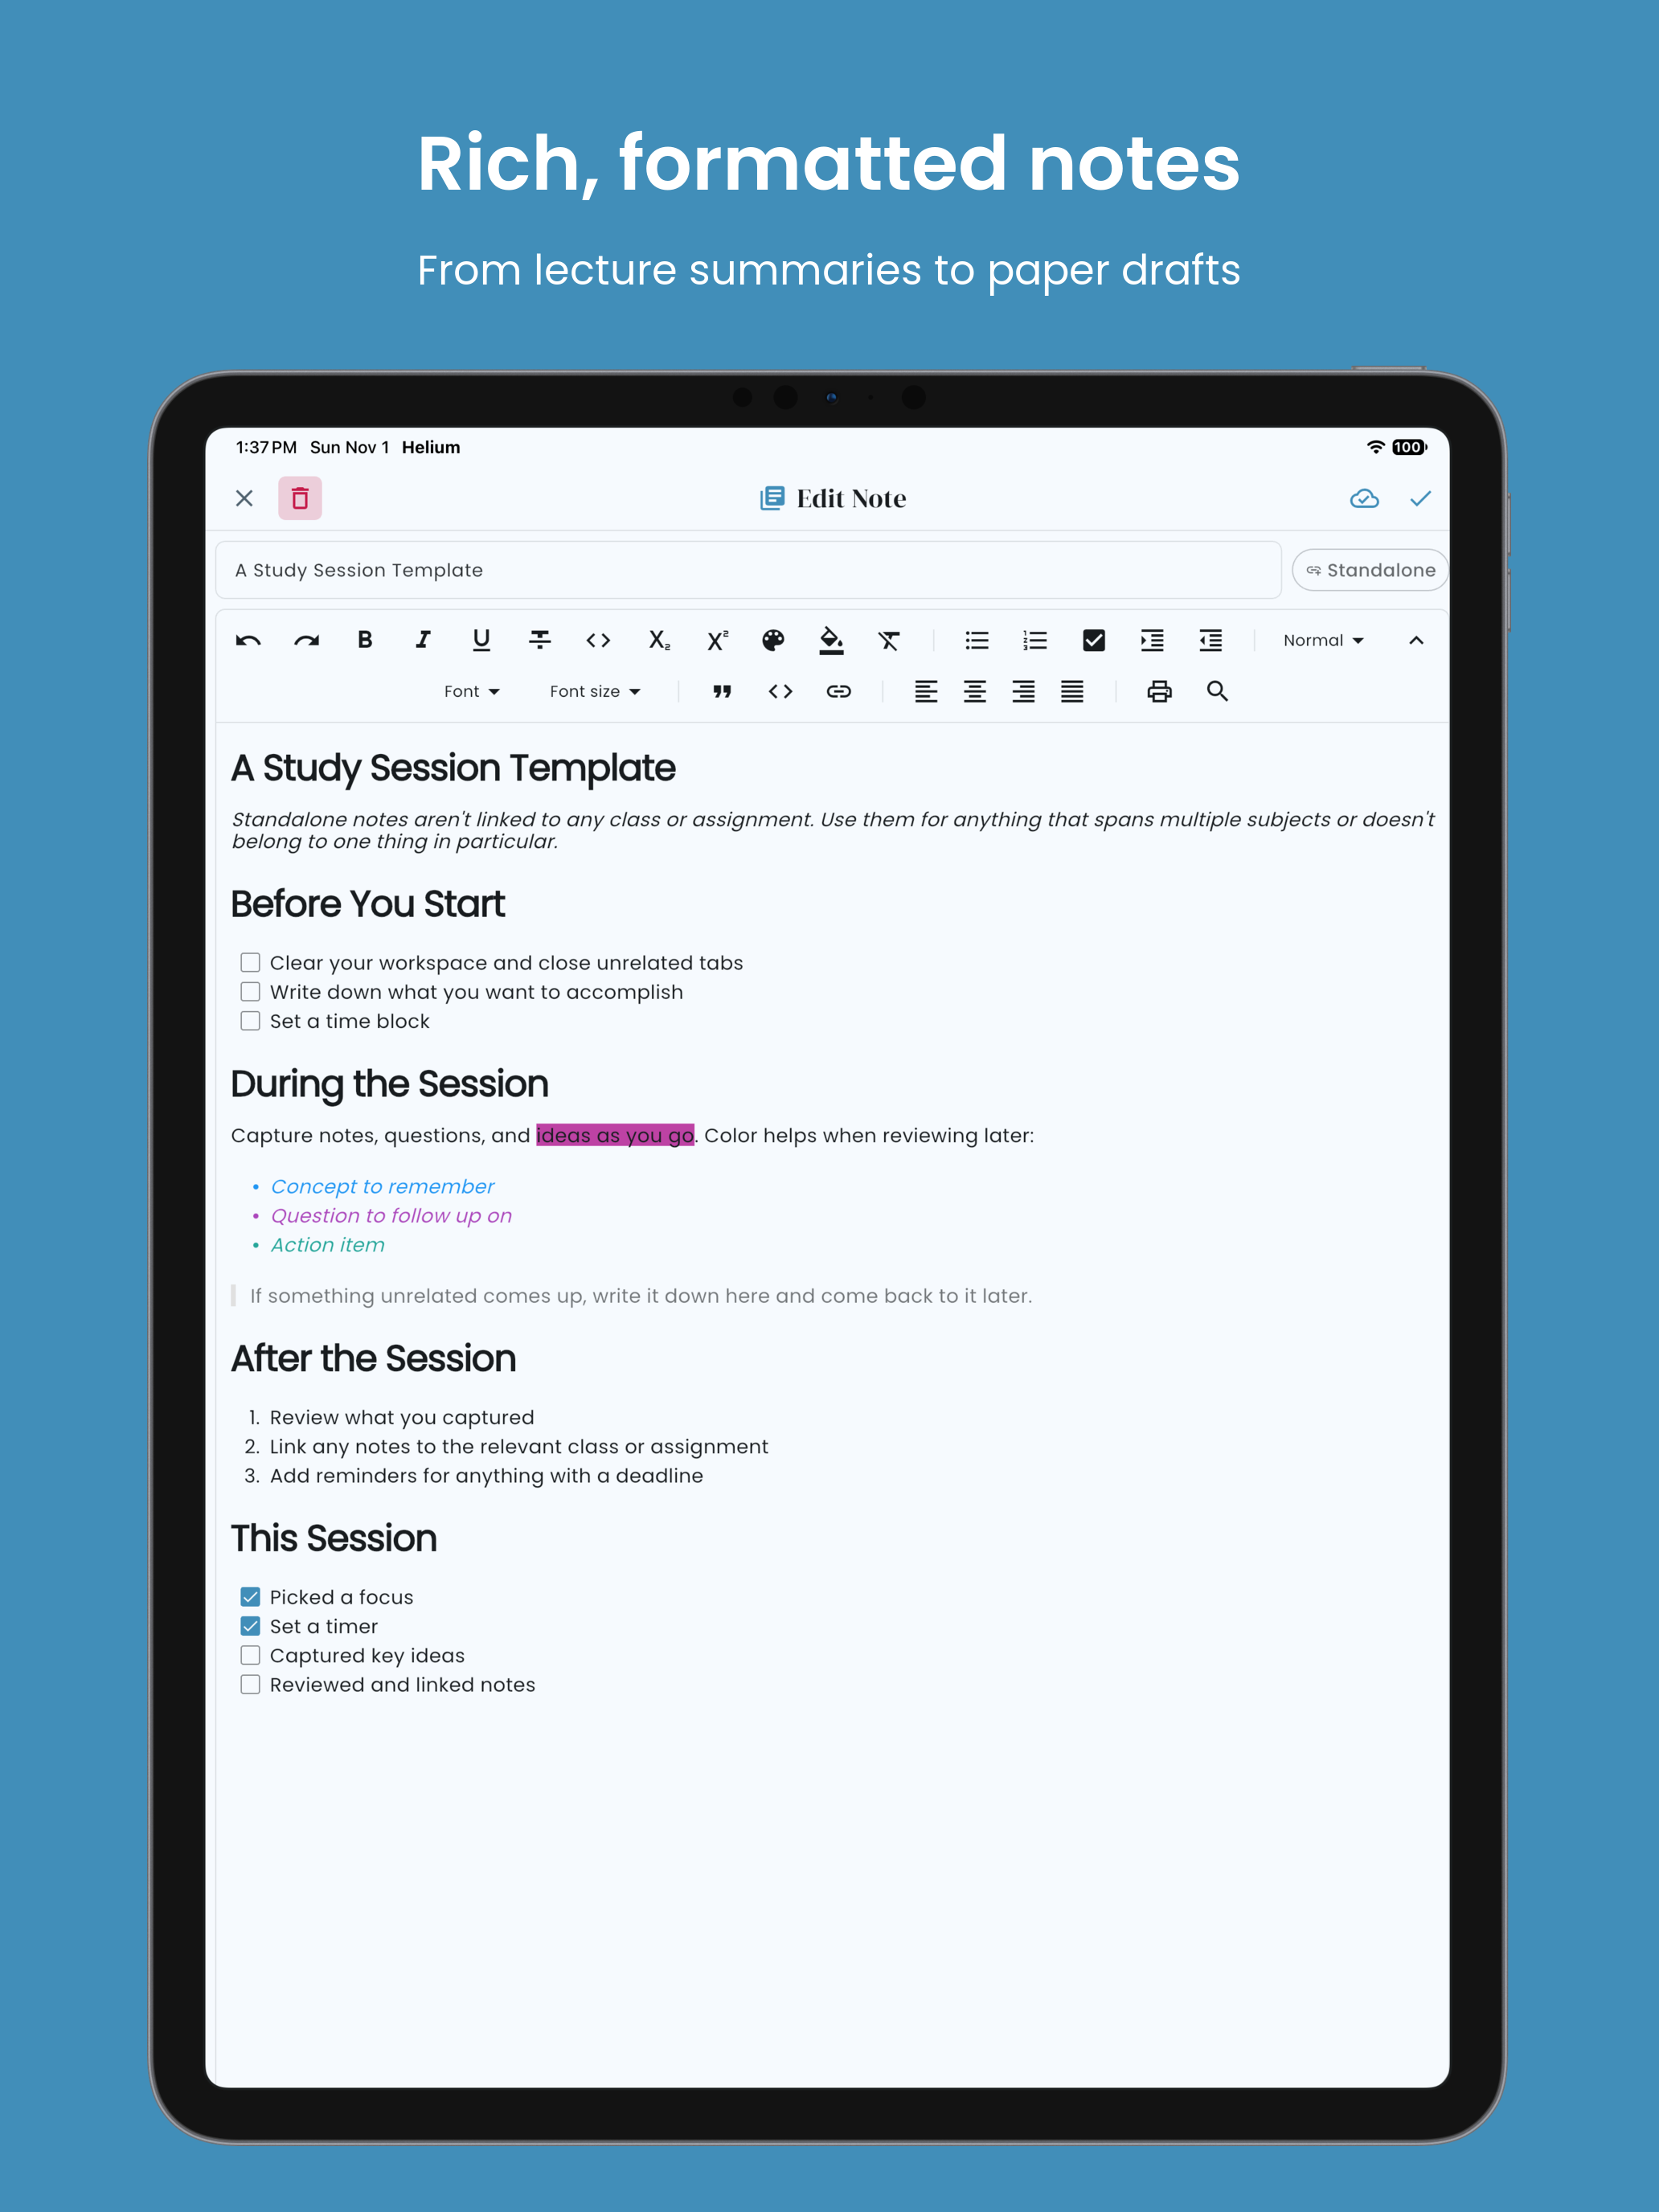 Rich, formatted notes
From lecture summaries to paper drafts
1:37 PM Sun Nov 1 Helium
100
Edit Note
A Study Session Template
Standalone
B I U T X₂ X² Normal
Font Font size
A Study Session Template
Standalone notes aren't linked to any class or assignment. Use them for anything that spans multiple subjects or doesn't
belong to one thing in particular.
Before You Start
Clear your workspace and close unrelated tabs
Write down what you want to accomplish
Set a time block
During the Session
Capture notes, questions, and ideas as you go. Color helps when reviewing later:
• Concept to remember
• Question to follow up on
• Action item
If something unrelated comes up, write it down here and come back to it later.
After the Session
1. Review what you captured
2. Link any notes to the relevant class or assignment
3. Add reminders for anything with a deadline
This Session
Picked a focus
Set a timer
Captured key ideas
Reviewed and linked notes